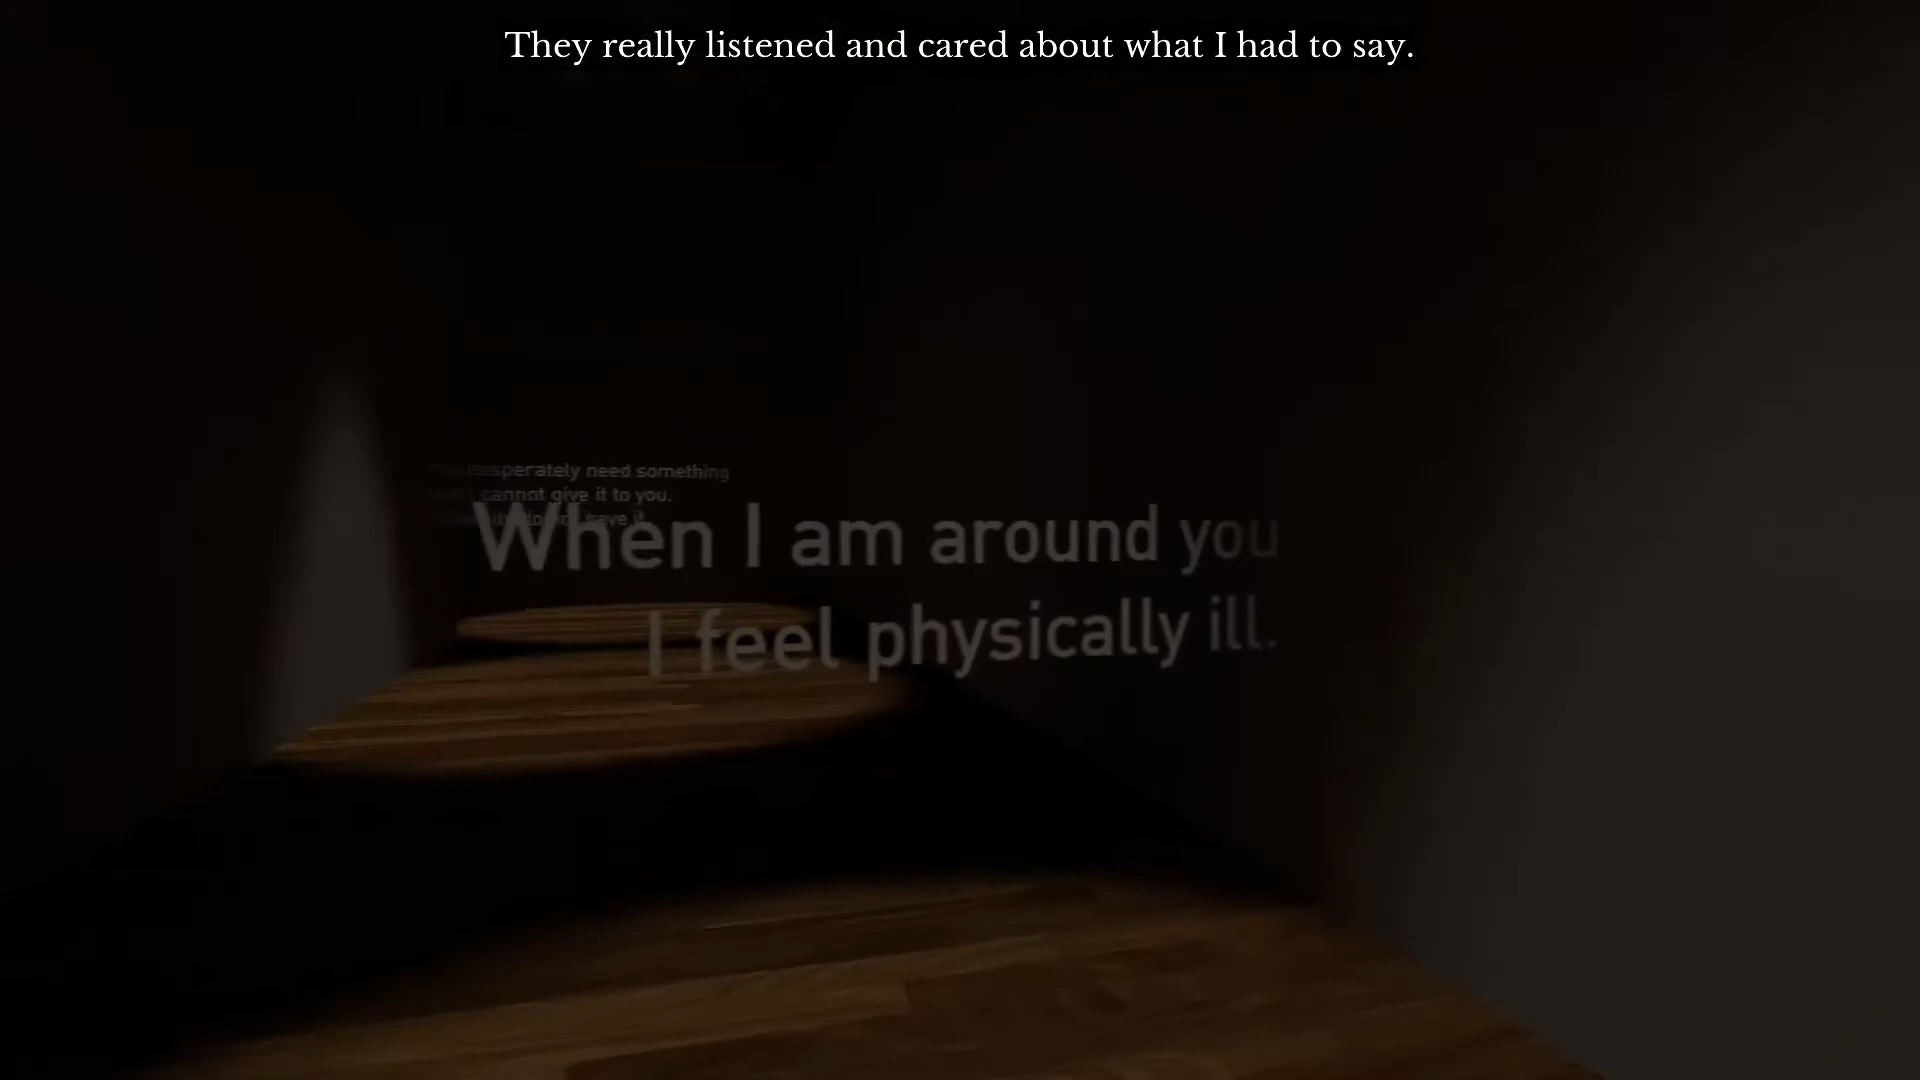 They really listened and cared about what I had to say.
desperately need something
cannot give it to you.
When I am around you
I feel physically ill.